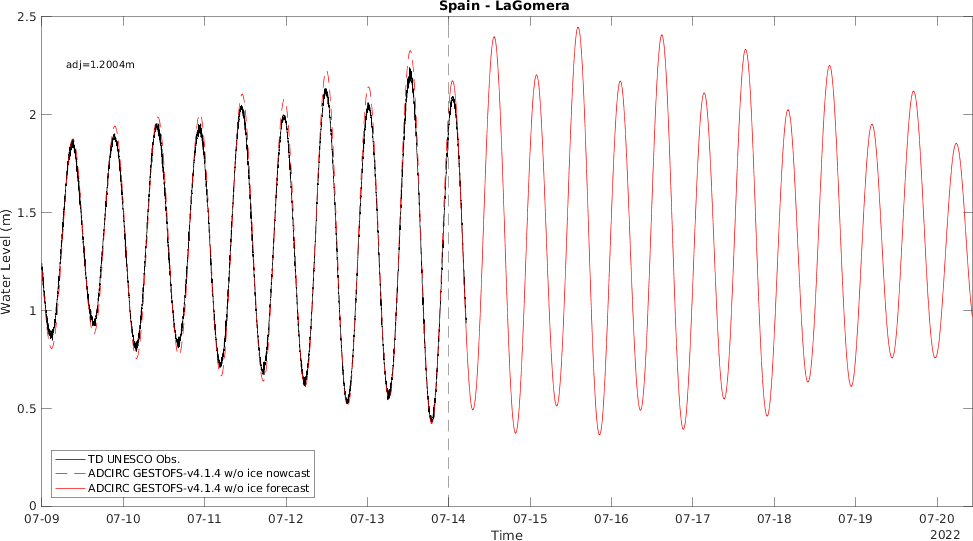 Spain - LaGomera
adj=1.2004m
Water Level (m)
2.5
2
1.5
1
0.5
0
TD UNESCO Obs.
ADCIRC GESTOFS-v4.1.4 w/o ice nowcast
ADCIRC GESTOFS-v4.1.4 w/o ice forecast
07-09 07-10 07-11 07-12 07-13 07-14 07-15 07-16 07-17 07-18 07-19 07-20
Time
2022